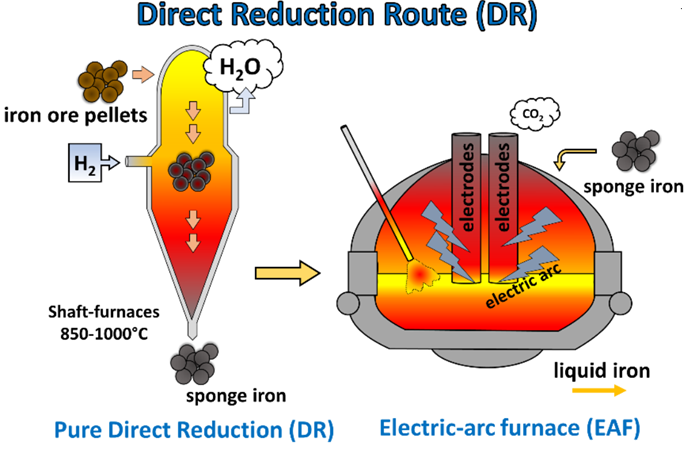 Direct Reduction Route (DR)
iron ore pellets
H₂O
H₂
Shaft-furnaces
850-1000°C
sponge iron
Pure Direct Reduction (DR)
CO₂
electrodes
electrodes
sponge iron
electric arc
liquid iron
Electric-arc furnace (EAF)